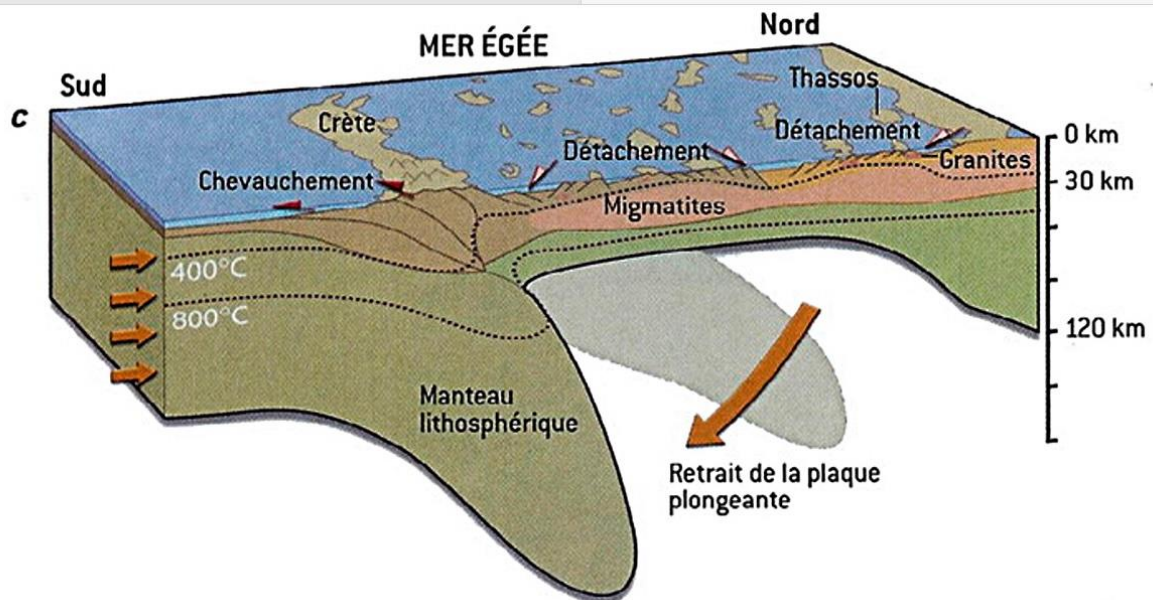 Nord
MER ÉGÉE
Sud
Thassos
c
Crète
Détachement
0 km
Détachement
Granites
Chevauchement
30 km
Migmatites
400°C
800°C
120 km
Manteau
lithosphérique
Retrait de la plaque
plongeante